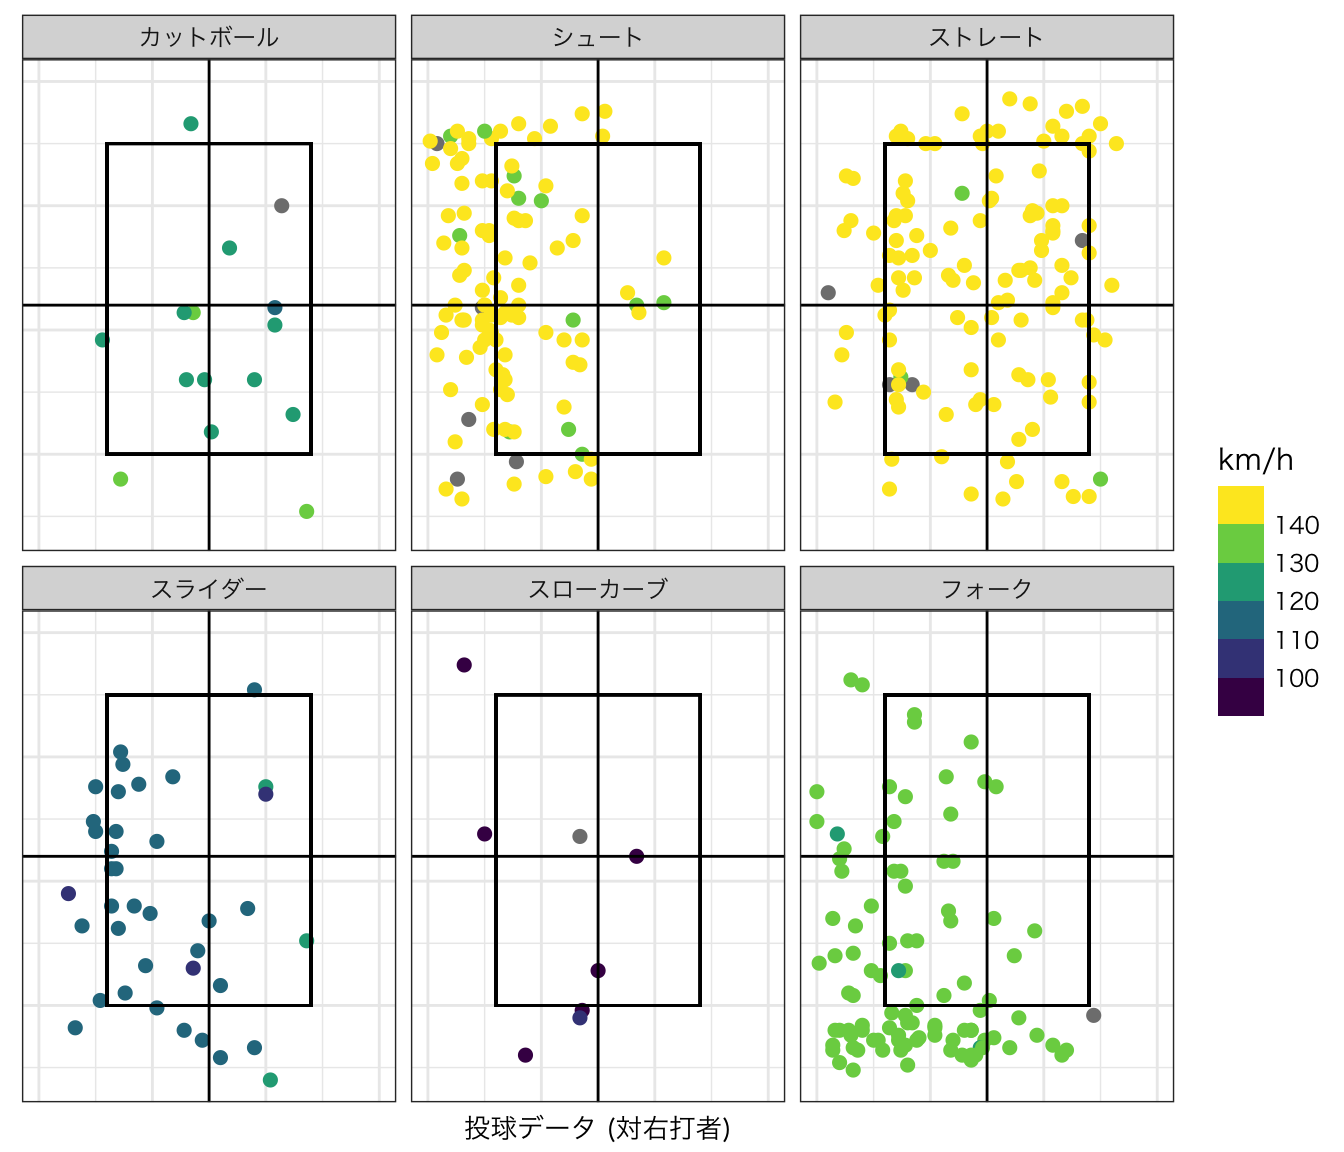 カットボール
シュート
ストレート
スライダー
スローカーブ
フォーク
km/h
140
130
120
110
100
投球データ (対右打者)